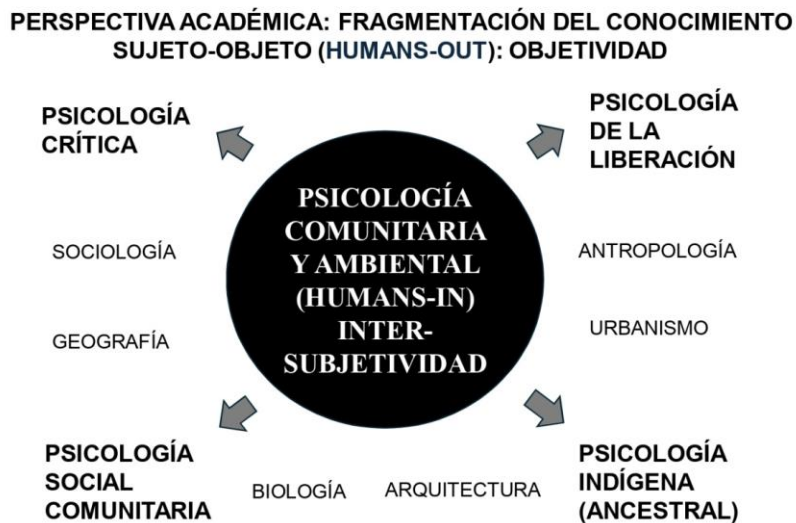 PERSPECTIVA ACADÉMICA: FRAGMENTACIÓN DEL CONOCIMIENTO
SUJETO-OBJETO (HUMANS-OUT): OBJETIVIDAD
PSICOLOGÍA
CRÍTICA
PSICOLOGÍA
DE LA
LIBERACIÓN
SOCIOLOGÍA
GEOGRAFÍA
PSICOLOGÍA
COMUNITARIA
Y AMBIENTAL
(HUMANS-IN)
INTER-
SUBJETIVIDAD
ANTROPOLOGÍA
URBANISMO
PSICOLOGÍA
SOCIAL
COMUNITARIA
BIOLOGÍA
ARQUITECTURA
PSICOLOGÍA
INDÍGENA
(ANCESTRAL)